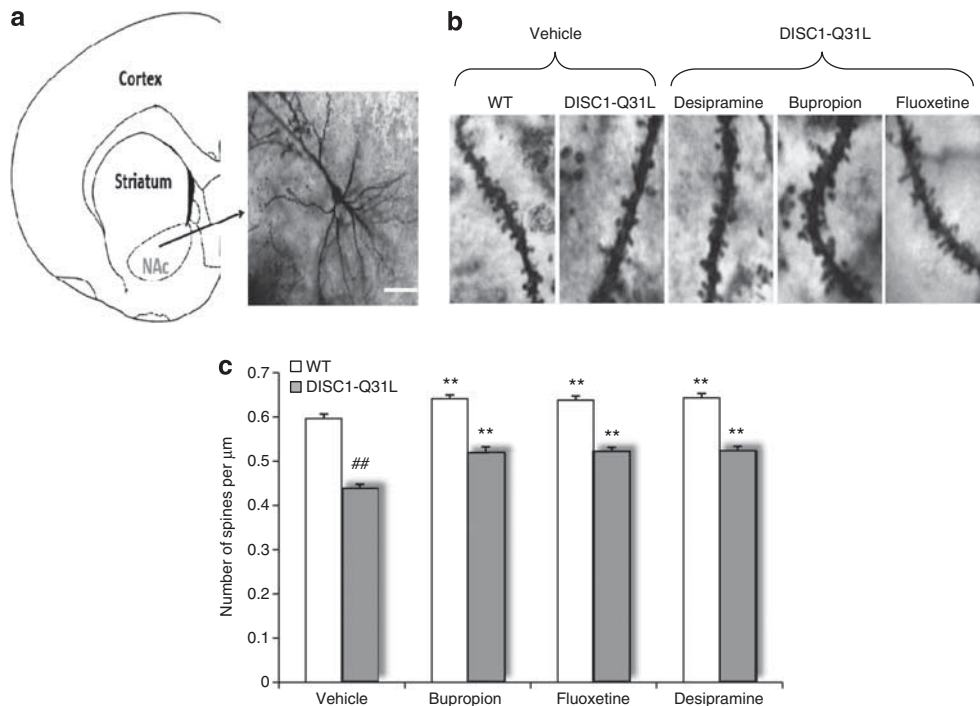 a
Cortex
Striatum
NAc
b
Vehicle
DISC1-Q31L
WT
DISC1-Q31L
Desipramine
Bupropion
Fluoxetine
c
WT
DISC1-Q31L
Number of spines per μm
0.7
0.6
0.5
0.4
0.3
0.2
0.1
0
##
**
**
**
**
**
**
Vehicle
Bupropion
Fluoxetine
Desipramine